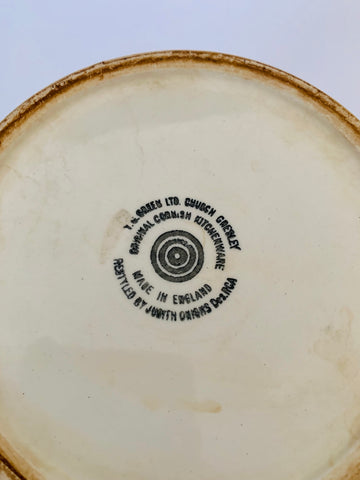 T.G. GREEN LTD. CHURCH GRESLEY
ORIGINAL CORNISH KITCHENWARE
MADE IN ENGLAND
RESTYLED BY JUDITH ONIONS Des.RCA